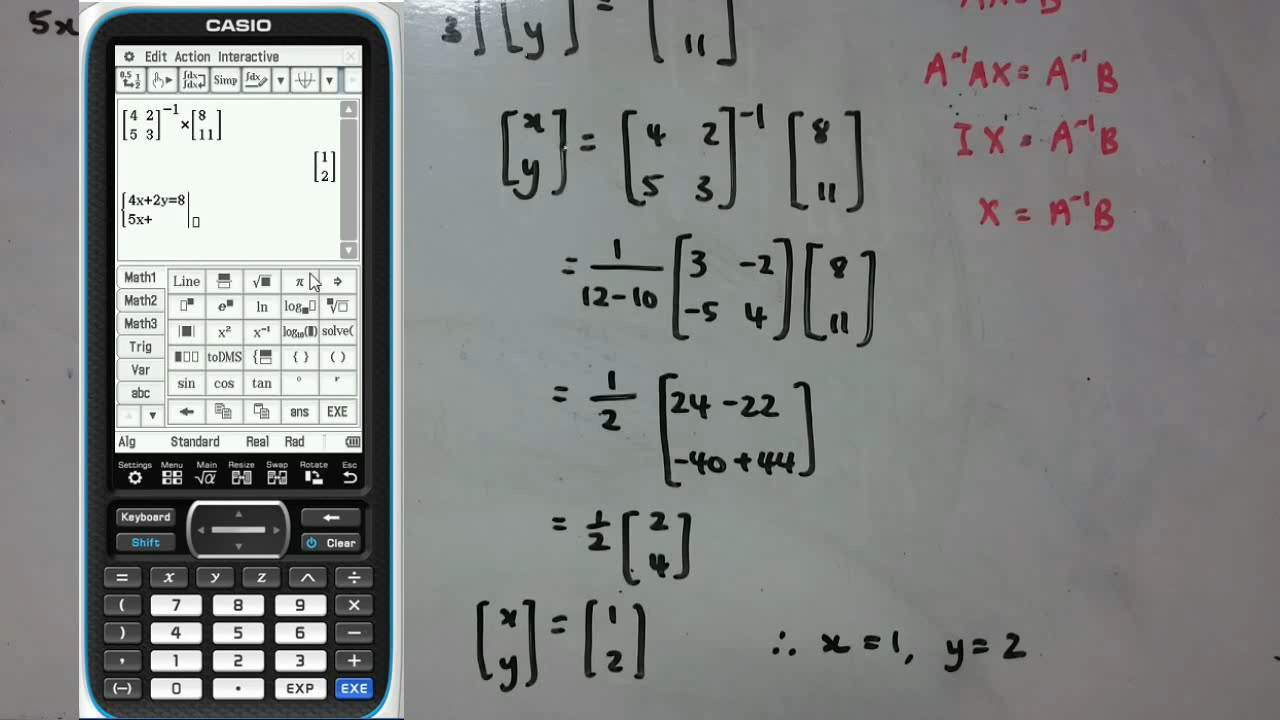 5x
CASIO
Edit Action Interactive
Simp
[4 2; 5 3]^-1 × [8; 11]
[1; 2]
{4x+2y=8
5x+
Math1 Line √ π ⇒
Math2 e ln log √
Math3 |■| x² x⁻¹ log₁₀(■) solve(
Trig toDMS { } ( )
Var sin cos tan ° r
abc ans EXE
Alg Standard Real Rad
Settings Menu Main Resize Swap Rotate Esc
Keyboard
Shift Clear
= x y z ^ ÷
( 7 8 9 ×
) 4 5 6 −
, 1 2 3 +
(−) 0 . EXP EXE
3] [y] = [ 11]
[x; y] = [4 2; 5 3]^-1 [8; 11]
= 1/(12-10) [3 -2; -5 4] [8; 11]
= 1/2 [24 -22; -40 +44]
= 1/2 [2; 4]
[x; y] = [1; 2] ∴ x = 1, y = 2
AX = B
A⁻¹AX = A⁻¹B
IX = A⁻¹B
X = A⁻¹B